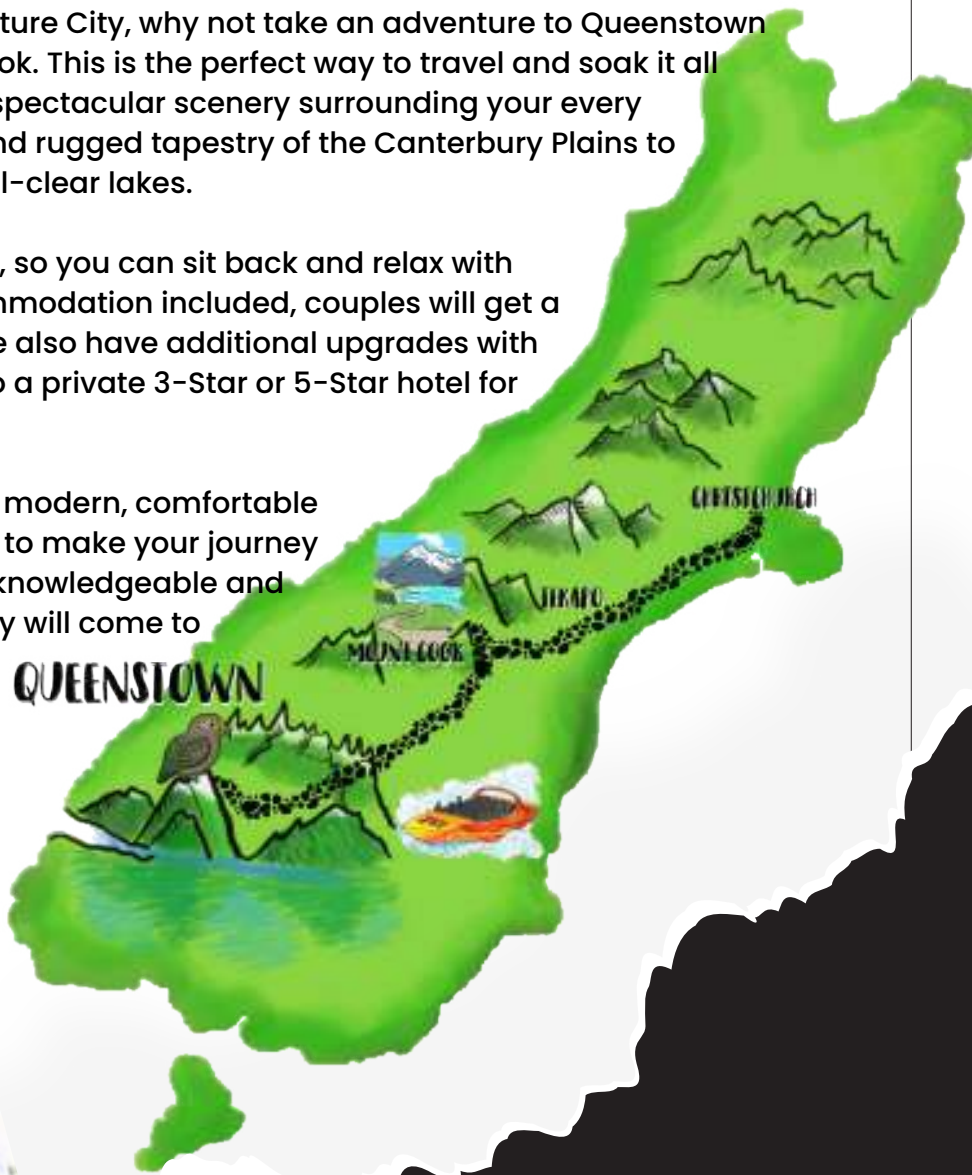 ture City, why not take an adventure to Queenstown
ok. This is the perfect way to travel and soak it all
spectacular scenery surrounding your every
nd rugged tapestry of the Canterbury Plains to
l-clear lakes.
, so you can sit back and relax with
nmodation included, couples will get a
e also have additional upgrades with
o a private 3-Star or 5-Star hotel for
modern, comfortable
to make your journey
knowledgeable and
y will come to
CHRISTCHURCH
TEKAPO
MOUNT COOK
QUEENSTOWN